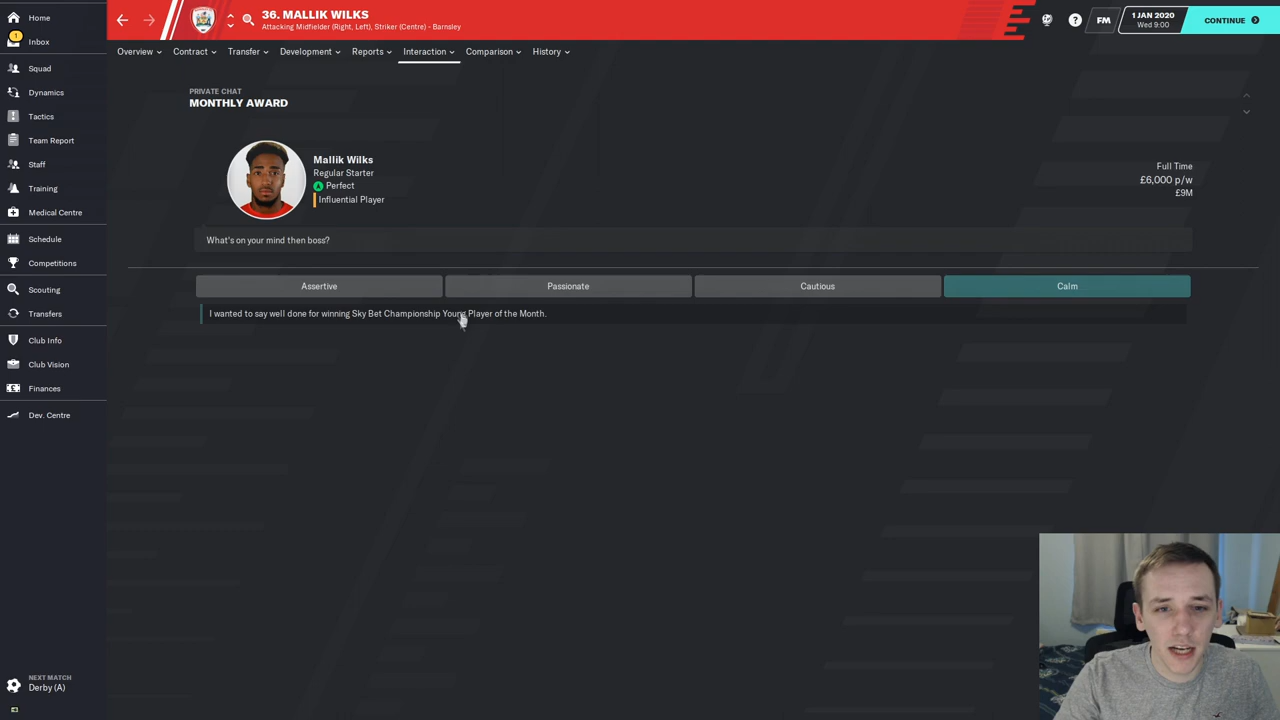 Home
36. MALLIK WILKS
Attacking Midfielder (Right, Left), Striker (Centre) - Barnsley
FM
1 JAN 2020
Wed 9:00
CONTINUE
1
Inbox
Overview
Contract
Transfer
Development
Reports
Interaction
Comparison
History
Squad
Dynamics
Tactics
Team Report
Staff
Training
Medical Centre
Schedule
Competitions
Scouting
Transfers
Club Info
Club Vision
Finances
Dev. Centre
NEXT MATCH
Derby (A)
PRIVATE CHAT
MONTHLY AWARD
Mallik Wilks
Regular Starter
Perfect
Influential Player
Full Time
£6,000 p/w
£9M
What's on your mind then boss?
Assertive
Passionate
Cautious
Calm
I wanted to say well done for winning Sky Bet Championship Young Player of the Month.